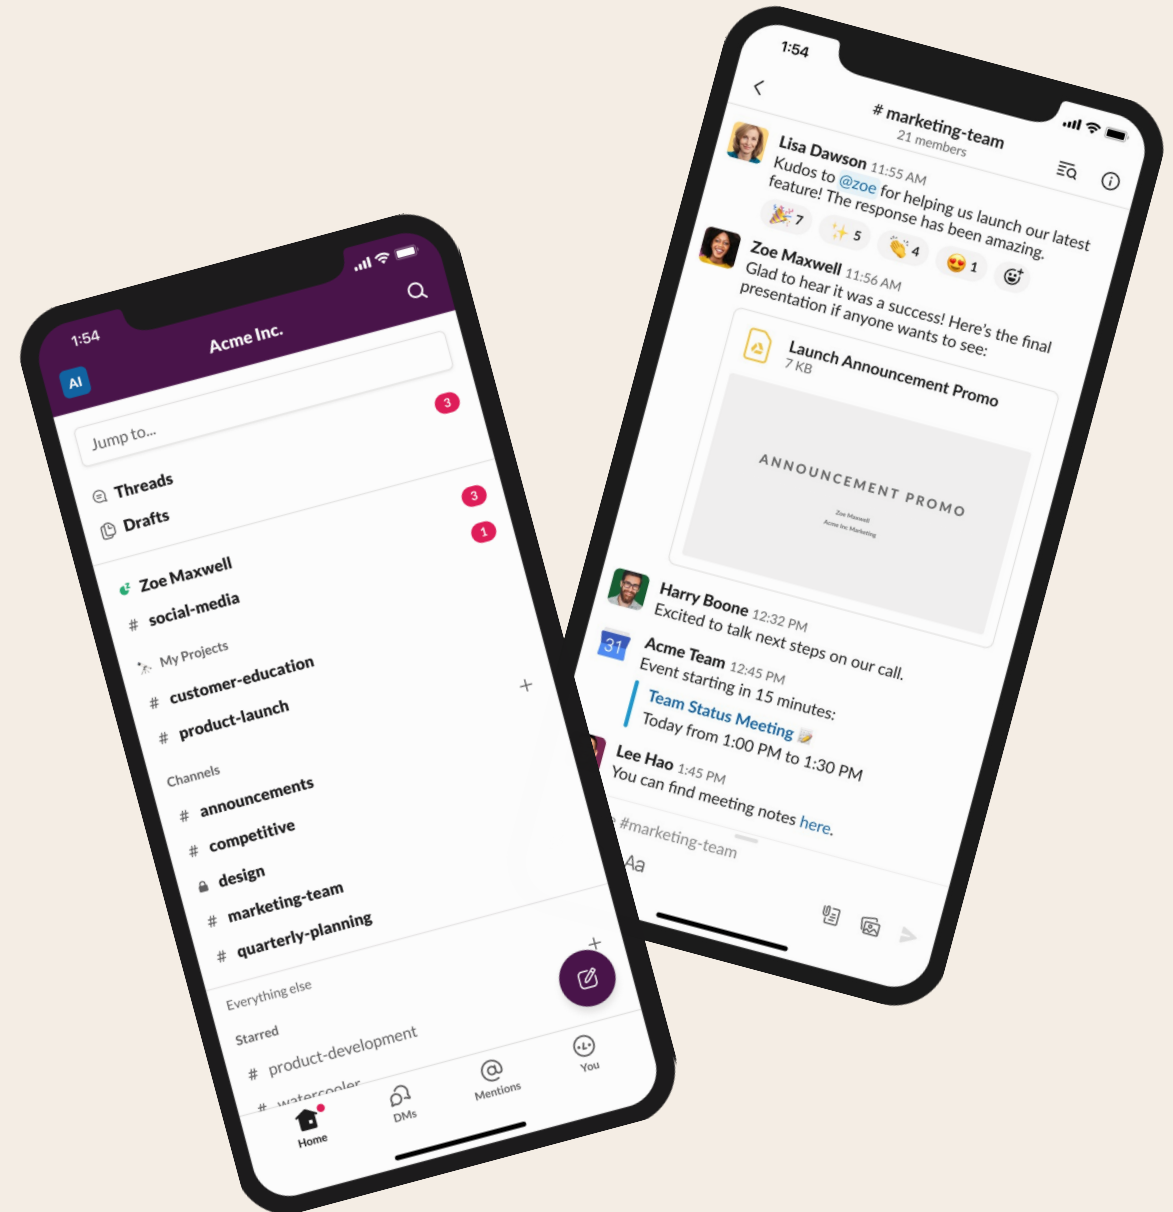 1:54
Acme Inc.
AI
Jump to...
3
Threads
Drafts
3
Zoe Maxwell
1
# social-media
My Projects
# customer-education
# product-launch
Channels
# announcements
# competitive
design
# marketing-team
# quarterly-planning
Everything else
Starred
# product-development
# watercooler
Home
DMs
Mentions
You
1:54
# marketing-team
21 members
Lisa Dawson 11:55 AM
Kudos to @zoe for helping us launch our latest
feature! The response has been amazing.
7 5 4 1
Zoe Maxwell 11:56 AM
Glad to hear it was a success! Here's the final
presentation if anyone wants to see:
Launch Announcement Promo
7 KB
ANNOUNCEMENT PROMO
Zoe Maxwell
Acme Inc Marketing
Harry Boone 12:32 PM
Excited to talk next steps on our call.
31
Acme Team 12:45 PM
Event starting in 15 minutes:
Team Status Meeting
Today from 1:00 PM to 1:30 PM
Lee Hao 1:45 PM
You can find meeting notes here.
#marketing-team
Aa